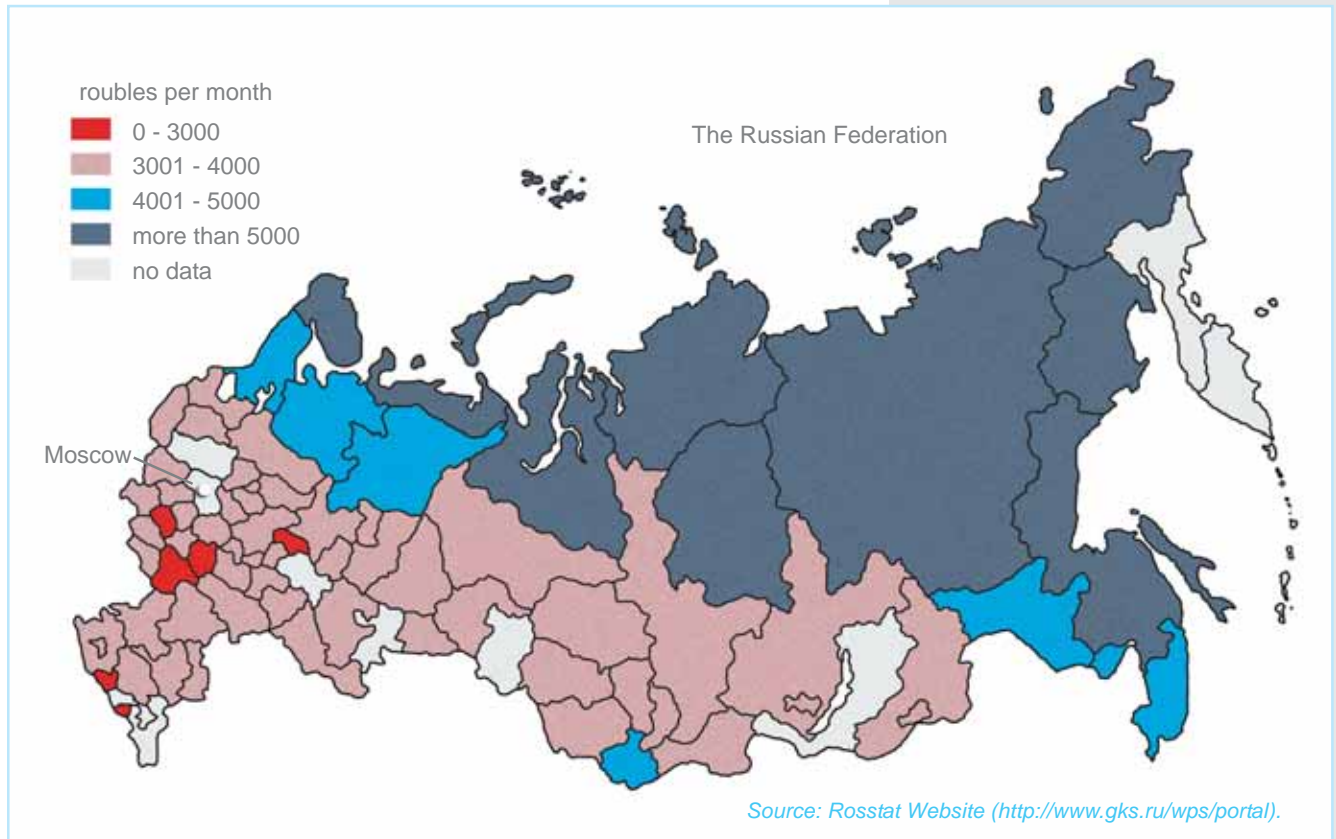 roubles per month
0 - 3000
3001 - 4000
4001 - 5000
more than 5000
no data
The Russian Federation
Moscow
Source: Rosstat Website (http://www.gks.ru/wps/portal).